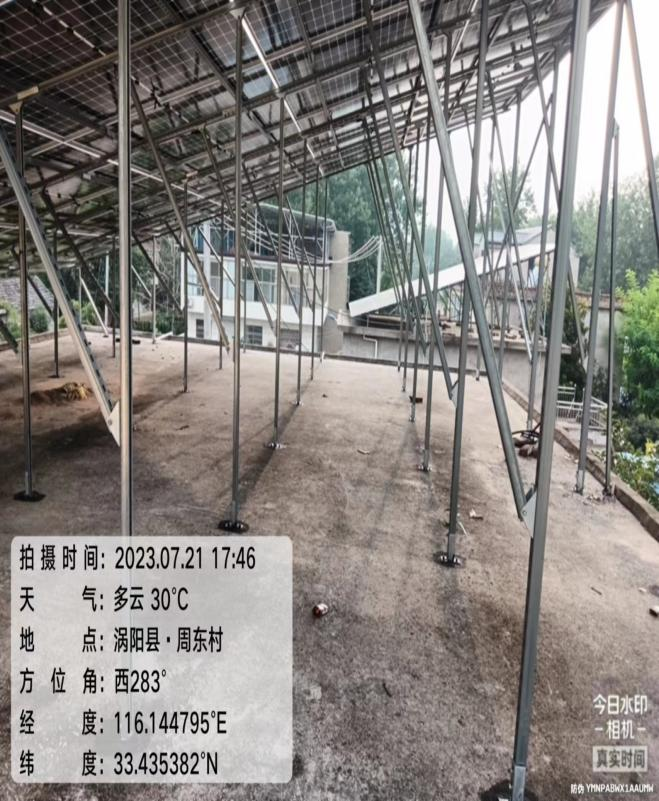 拍摄时间: 2023.07.21 17:46
天气: 多云 30℃
地点: 涡阳县·周东村
方位角: 西283°
经度: 116.144795°E
纬度: 33.435382°N
今日水印
-相机-
真实时间
防伪 YMNPABWX1AAUMW